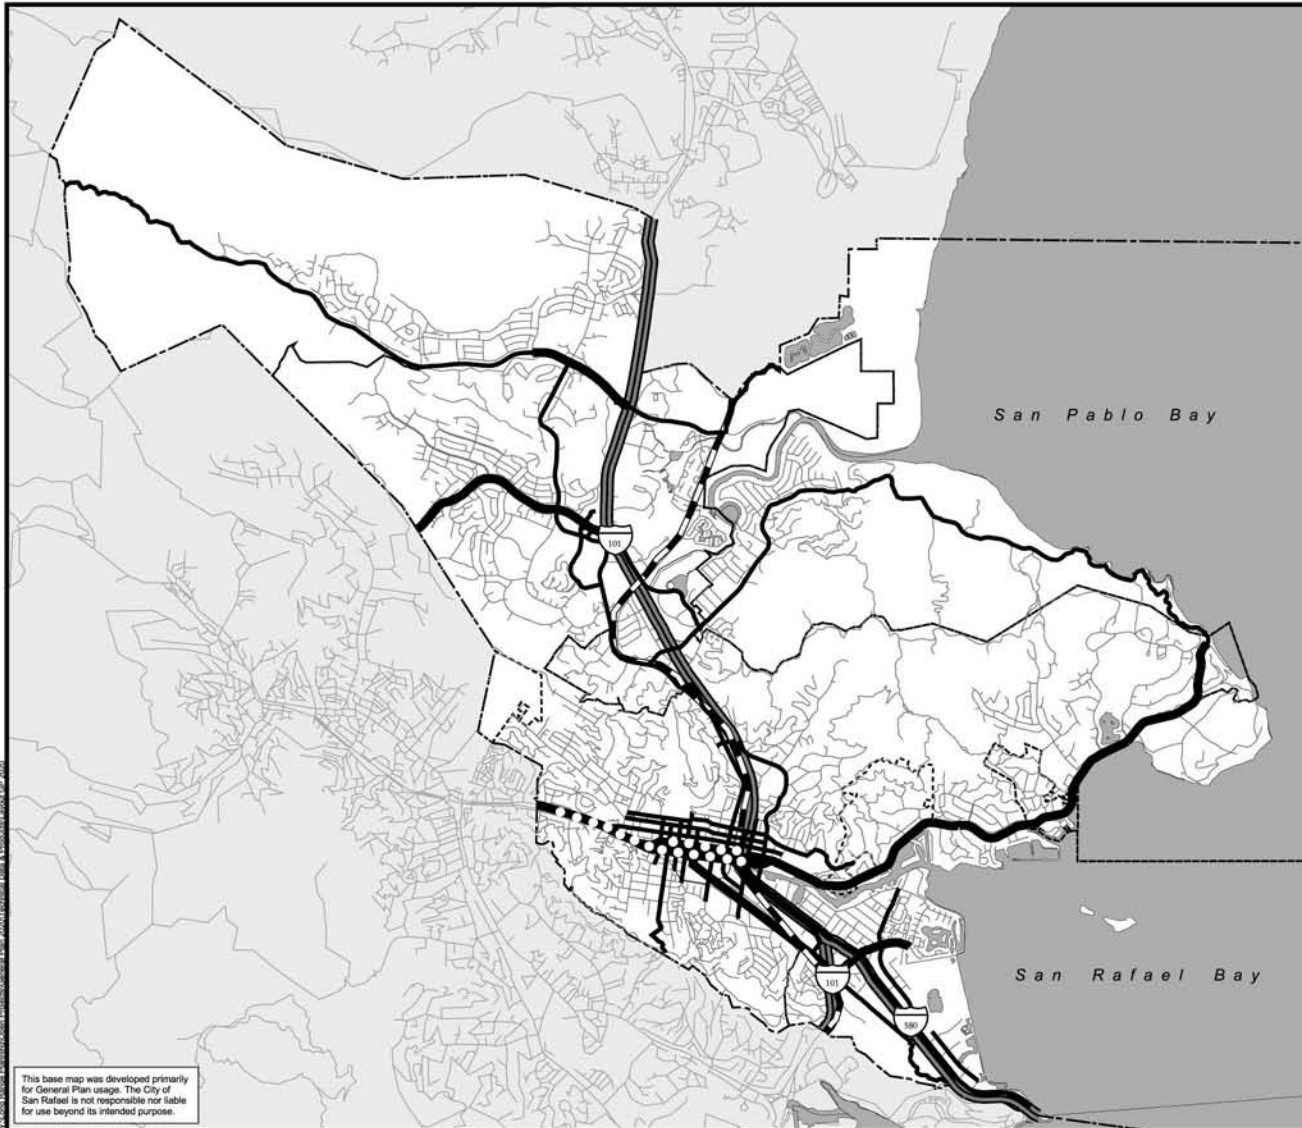 San Pablo Bay
101
San Rafael Bay
101
580
This base map was developed primarily
for General Plan usage. The City of
San Rafael is not responsible nor liable
for use beyond its intended purpose.